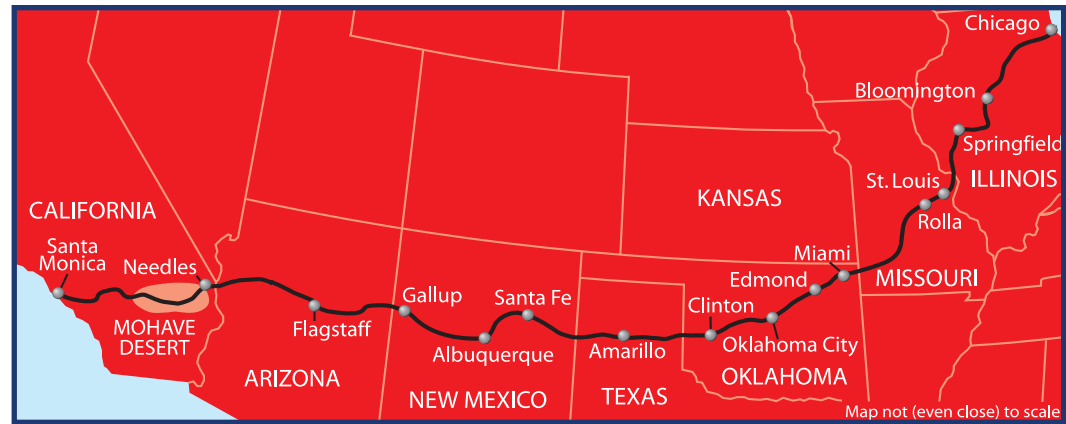 Chicago
Bloomington
Springfield
St. Louis
ILLINOIS
KANSAS
Rolla
CALIFORNIA
Santa
Monica
Needles
Miami
MISSOURI
Edmond
Gallup
Santa Fe
Clinton
MOHAVE
DESERT
Flagstaff
Albuquerque
Amarillo
Oklahoma City
ARIZONA
NEW MEXICO
TEXAS
OKLAHOMA
Map not (even close) to scale